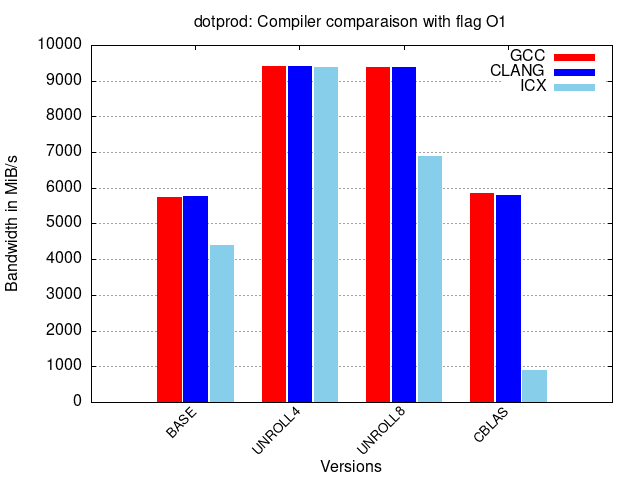 dotprod: Compiler comparaison with flag O1
10000
9000
8000
7000
6000
5000
4000
3000
2000
1000
0
Bandwidth in MiB/s
GCC
CLANG
ICX
BASE
UNROLL4
UNROLL8
CBLAS
Versions